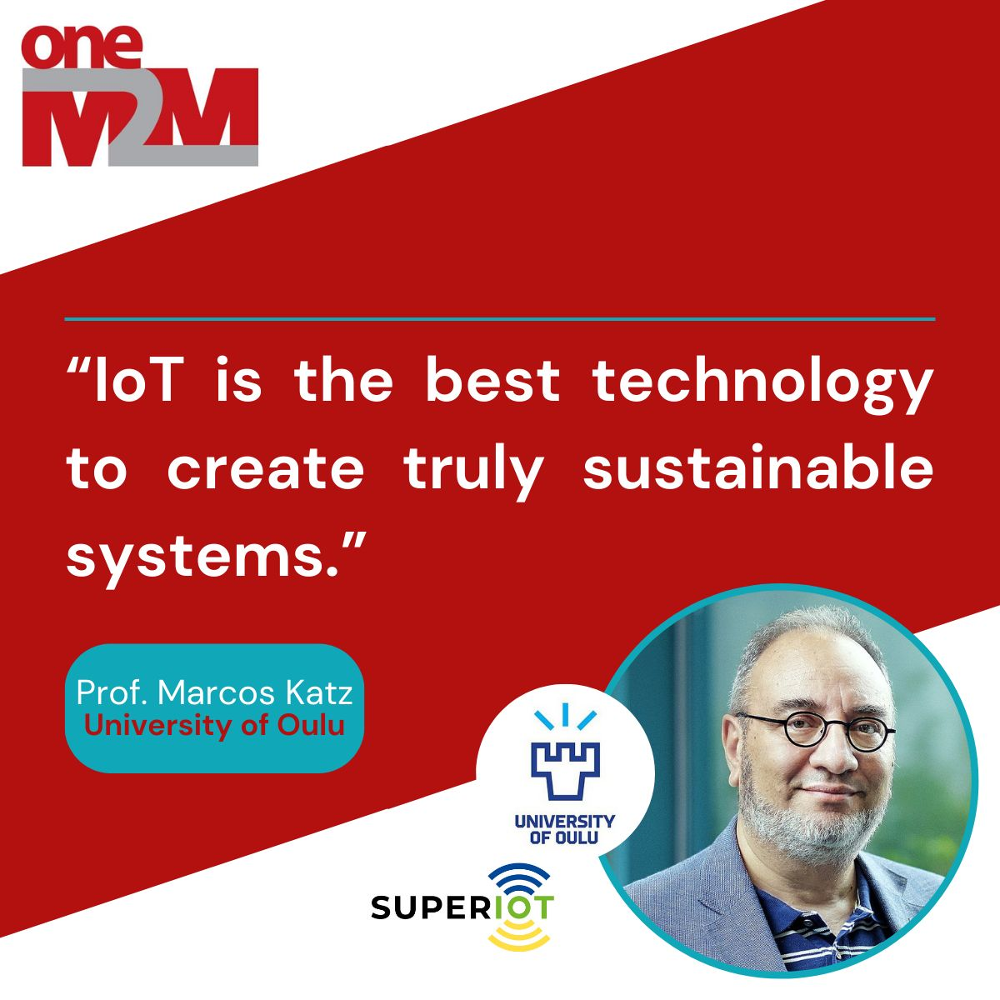 one
M2M
“IoT is the best technology
to create truly sustainable
systems.”
Prof. Marcos Katz
University of Oulu
UNIVERSITY
OF OULU
SUPERIOT